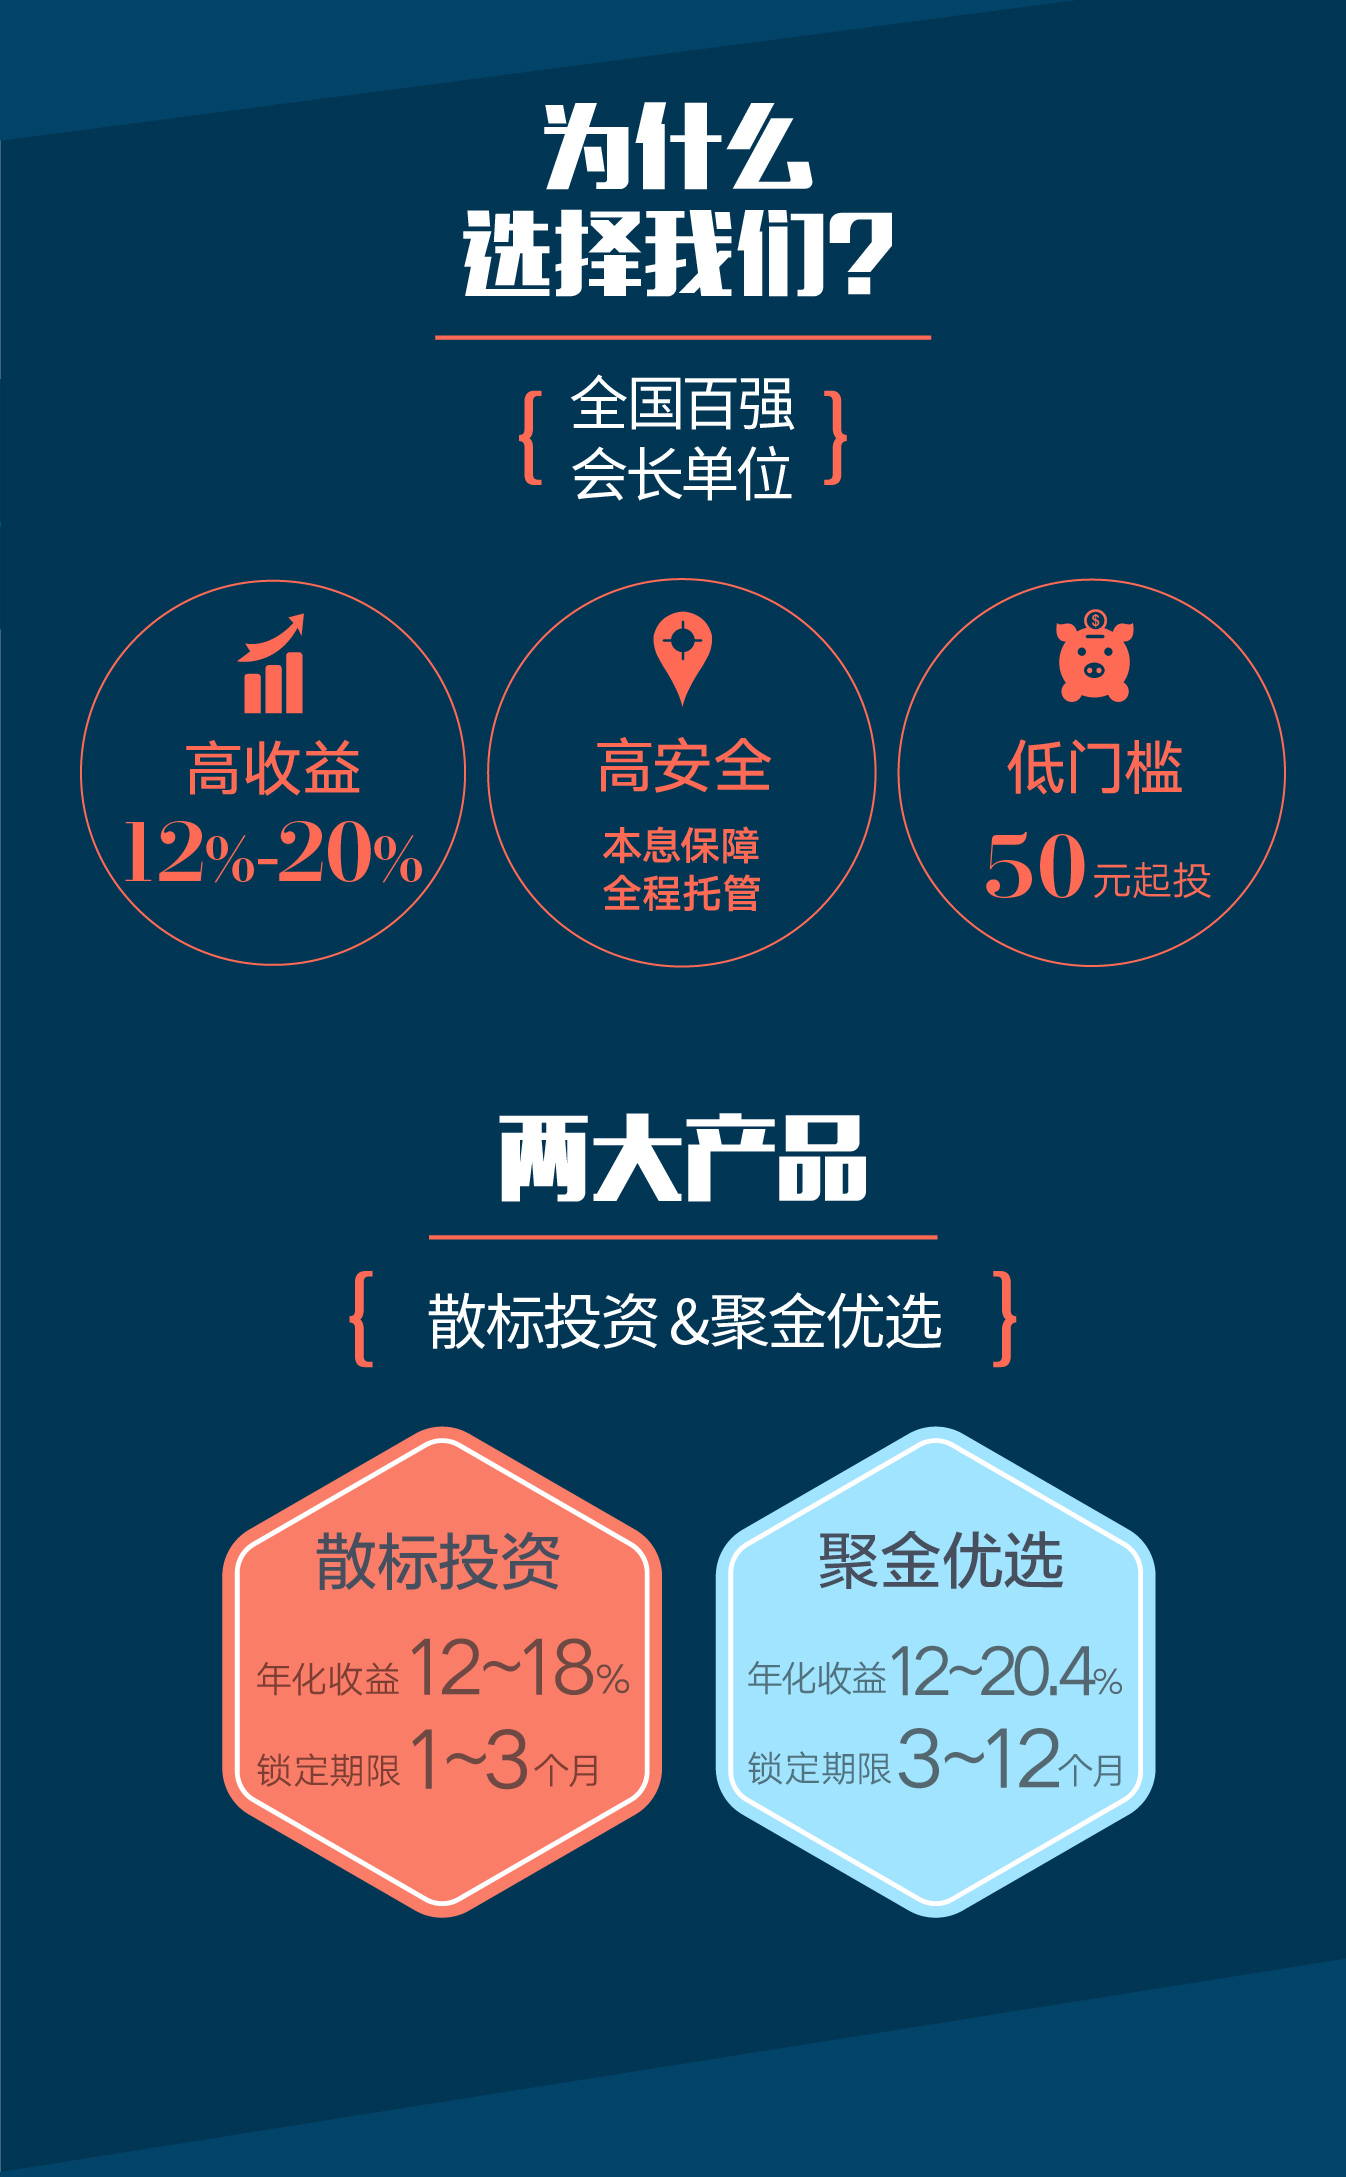 为什么
选择我们?
{ 全国百强 }
会长单位
高收益
12%-20%
高安全
本息保障
全程托管
低门槛
50元起投
两大产品
{ 散标投资&聚金优选 }
散标投资
年化收益12~18%
锁定期限1~3个月
聚金优选
年化收益12~20.4%
锁定期限3~12个月